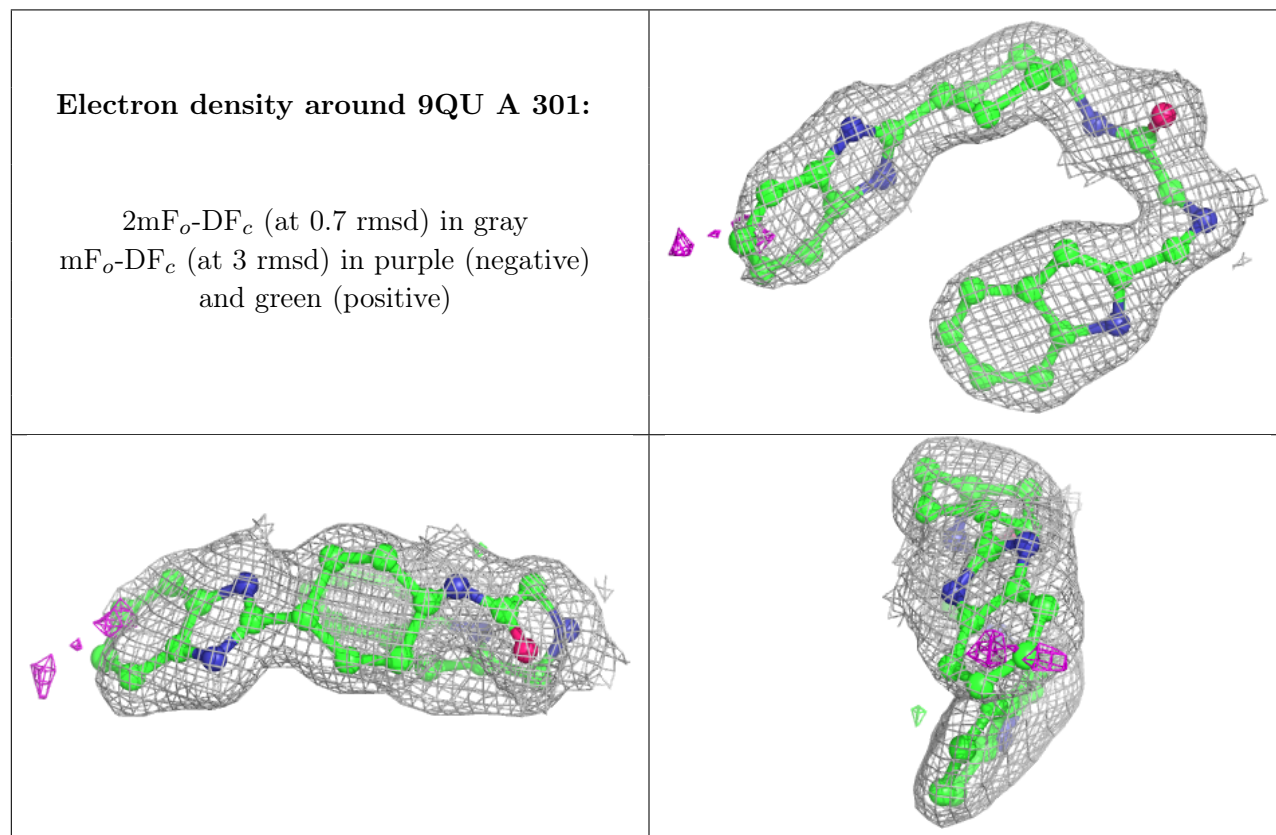 Electron density around 9QU A 301:
2mFₒ-DF𝒸 (at 0.7 rmsd) in gray
mFₒ-DF𝒸 (at 3 rmsd) in purple (negative)
and green (positive)